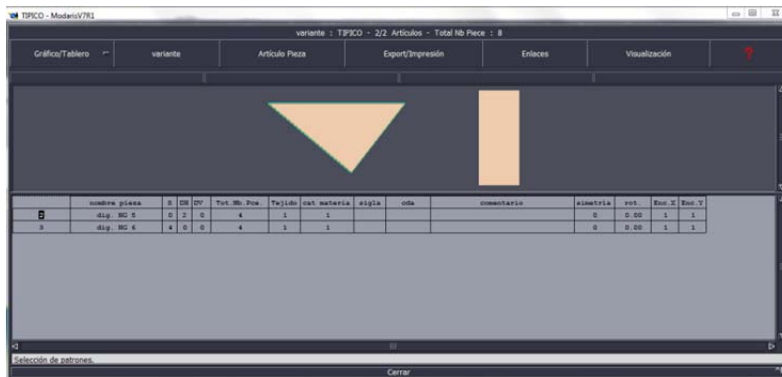 TIPICO - ModarisV7R1
variante : TIPICO - 2/2 Artículos - Total Nb Piece : 8
Gráfico/Tablero variante Artículo Pieza Export/Impresión Enlaces Visualización ?
nombre pieza S DH DV Tot.Nb.Pce. Tejido cat materia sigla cda comentario simetria rot. Enc.X Enc.Y
2 dig. NG 5 0 2 0 4 1 1 0 0.00 1 1
3 dig. NG 6 4 0 0 4 1 1 0 0.00 1 1
Selección de patrones.
Cerrar